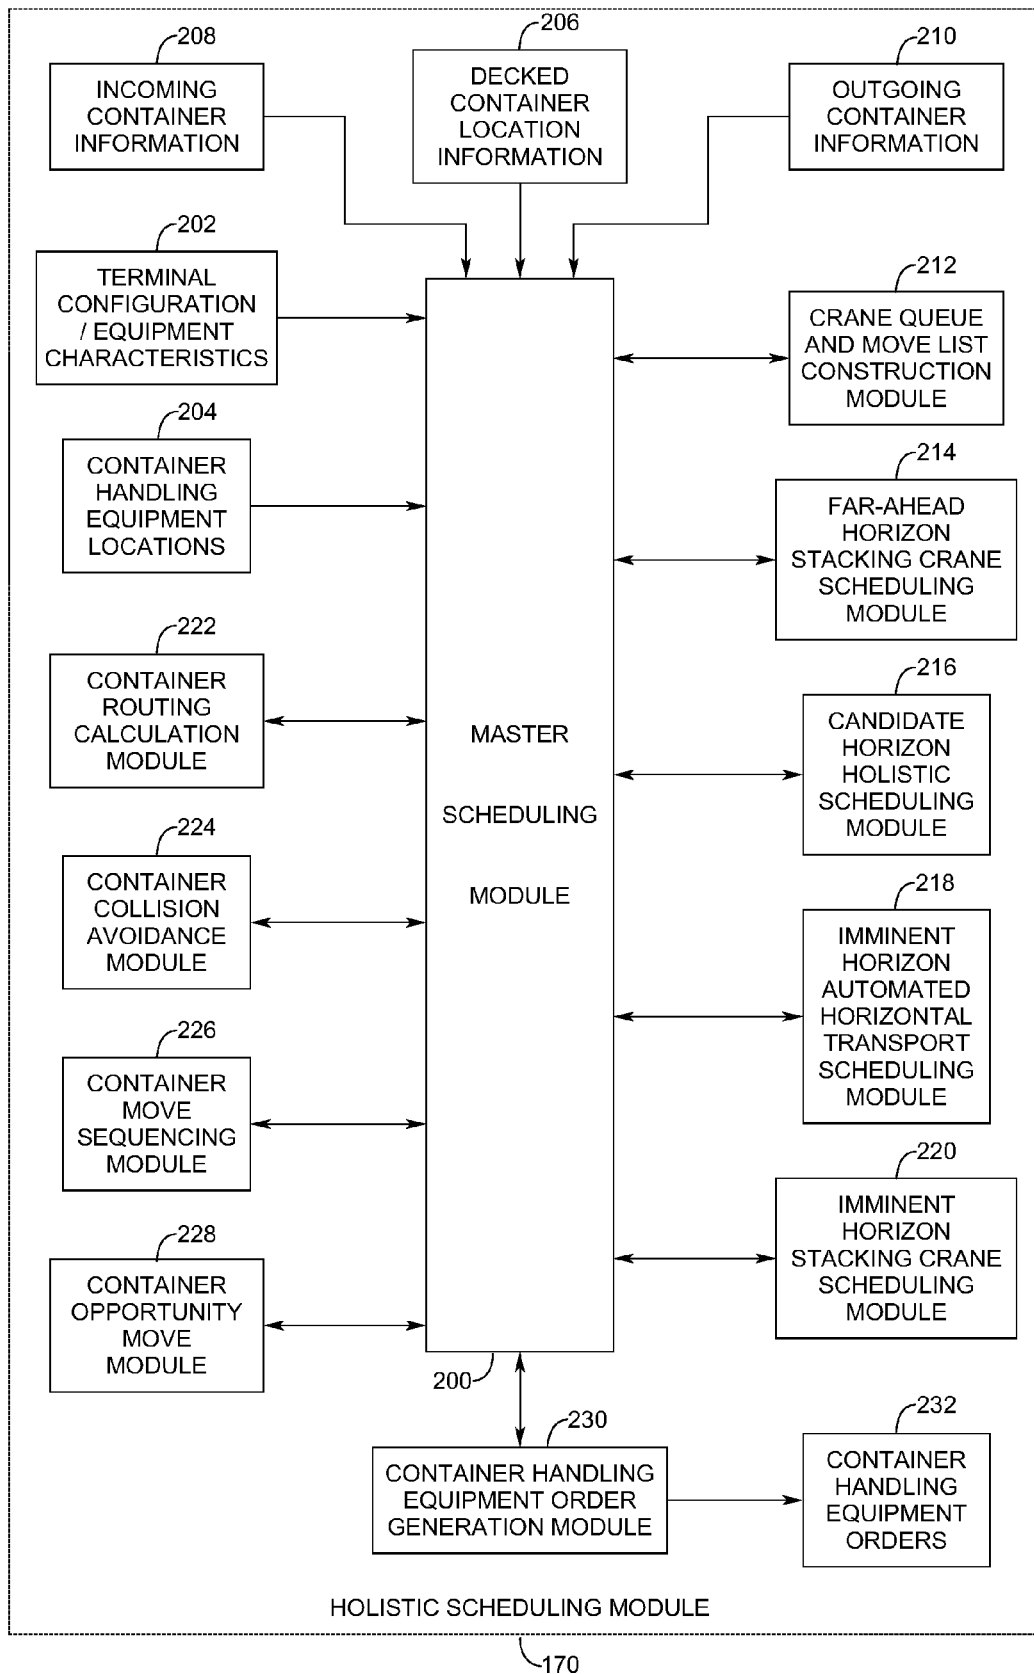 208
INCOMING
CONTAINER
INFORMATION
206
DECKED
CONTAINER
LOCATION
INFORMATION
210
OUTGOING
CONTAINER
INFORMATION
202
TERMINAL
CONFIGURATION
/ EQUIPMENT
CHARACTERISTICS
204
CONTAINER
HANDLING
EQUIPMENT
LOCATIONS
222
CONTAINER
ROUTING
CALCULATION
MODULE
224
CONTAINER
COLLISION
AVOIDANCE
MODULE
226
CONTAINER
MOVE
SEQUENCING
MODULE
228
CONTAINER
OPPORTUNITY
MOVE
MODULE
MASTER
SCHEDULING
MODULE
200
212
CRANE QUEUE
AND MOVE LIST
CONSTRUCTION
MODULE
214
FAR-AHEAD
HORIZON
STACKING CRANE
SCHEDULING
MODULE
216
CANDIDATE
HORIZON
HOLISTIC
SCHEDULING
MODULE
218
IMMINENT
HORIZON
AUTOMATED
HORIZONTAL
TRANSPORT
SCHEDULING
MODULE
220
IMMINENT
HORIZON
STACKING CRANE
SCHEDULING
MODULE
230
CONTAINER HANDLING
EQUIPMENT ORDER
GENERATION MODULE
232
CONTAINER
HANDLING
EQUIPMENT
ORDERS
HOLISTIC SCHEDULING MODULE
170